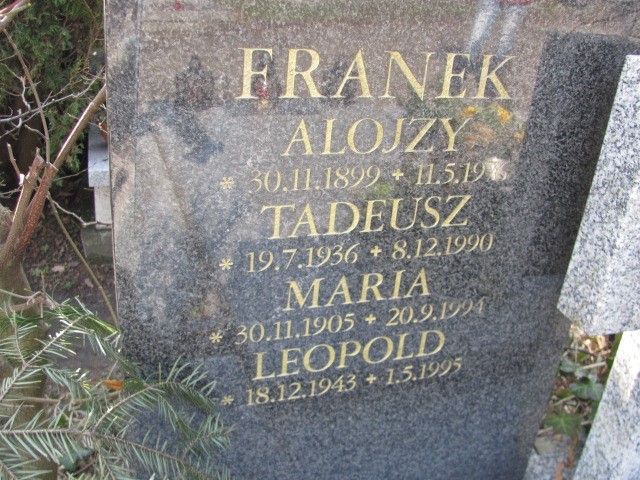 FRANEK
ALOJZY
* 30.11.1899 + 11.5.19
TADEUSZ
* 19.7.1936 + 8.12.1990
MARIA
* 30.11.1905 + 20.9.1994
LEOPOLD
* 18.12.1943 + 1.5.1995